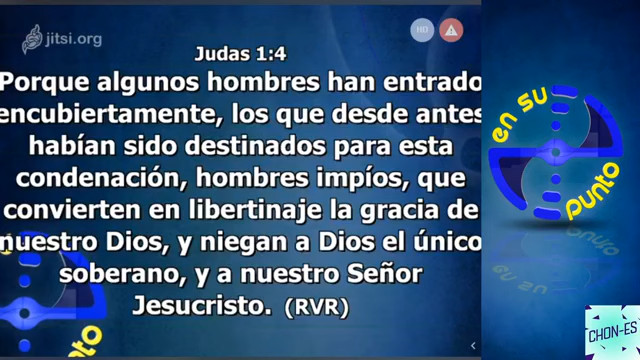 jitsi.org
HD
Judas 1:4
Porque algunos hombres han entrado
encubiertamente, los que desde antes
habían sido destinados para esta
condenación, hombres impíos, que
convierten en libertinaje la gracia de
nuestro Dios, y niegan a Dios el único
soberano, y a nuestro Señor
Jesucristo. (RVR)
en su
punto
punto
CHON-ES